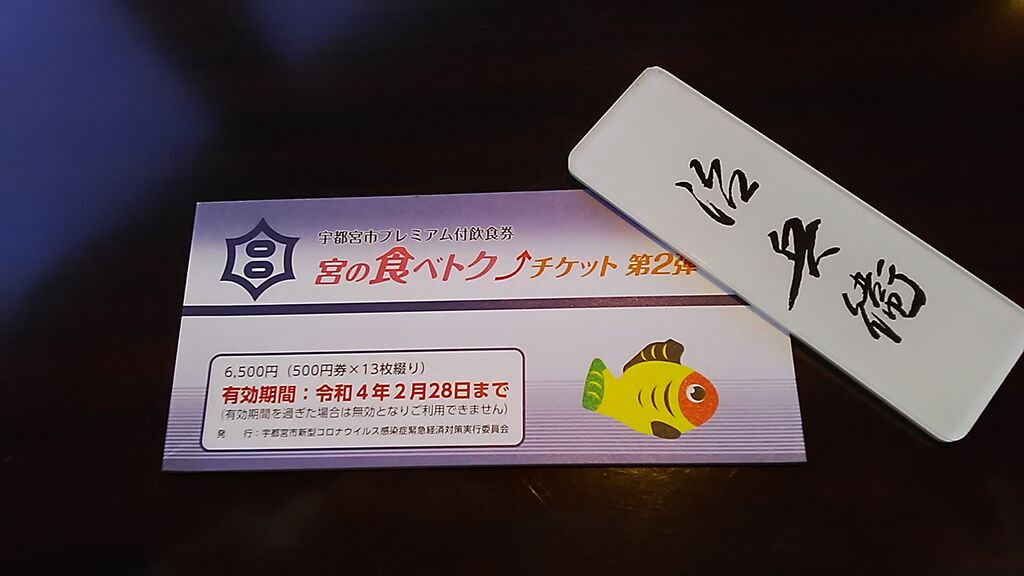 宇都宮市プレミアム付飲食券
宮の食べトクチケット 第2弾
6,500円（500円券×13枚綴り）
有効期間：令和4年2月28日まで
（有効期間を過ぎた場合は無効となりご利用できません）
発　行：宇都宮市新型コロナウイルス感染症緊急経済対策実行委員会
治兵衛